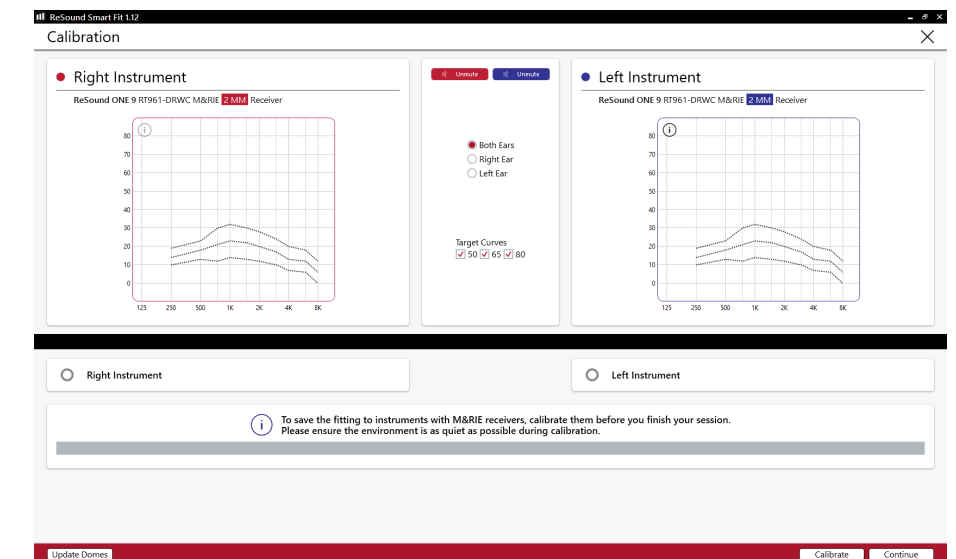 ReSound Smart Fit 1.12
Calibration
Right Instrument
ReSound ONE 9 RT961-DRWC M&RIE 2 MM Receiver
80
70
60
50
40
30
20
10
0
125 250 500 1K 2K 4K 8K
Unmute Unmute
Both Ears
Right Ear
Left Ear
Target Curves
50 65 80
Left Instrument
ReSound ONE 9 RT961-DRWC M&RIE 2 MM Receiver
80
70
60
50
40
30
20
10
0
125 250 500 1K 2K 4K 8K
Right Instrument
Left Instrument
To save the fitting to instruments with M&RIE receivers, calibrate them before you finish your session.
Please ensure the environment is as quiet as possible during calibration.
Update Domes Calibrate Continue